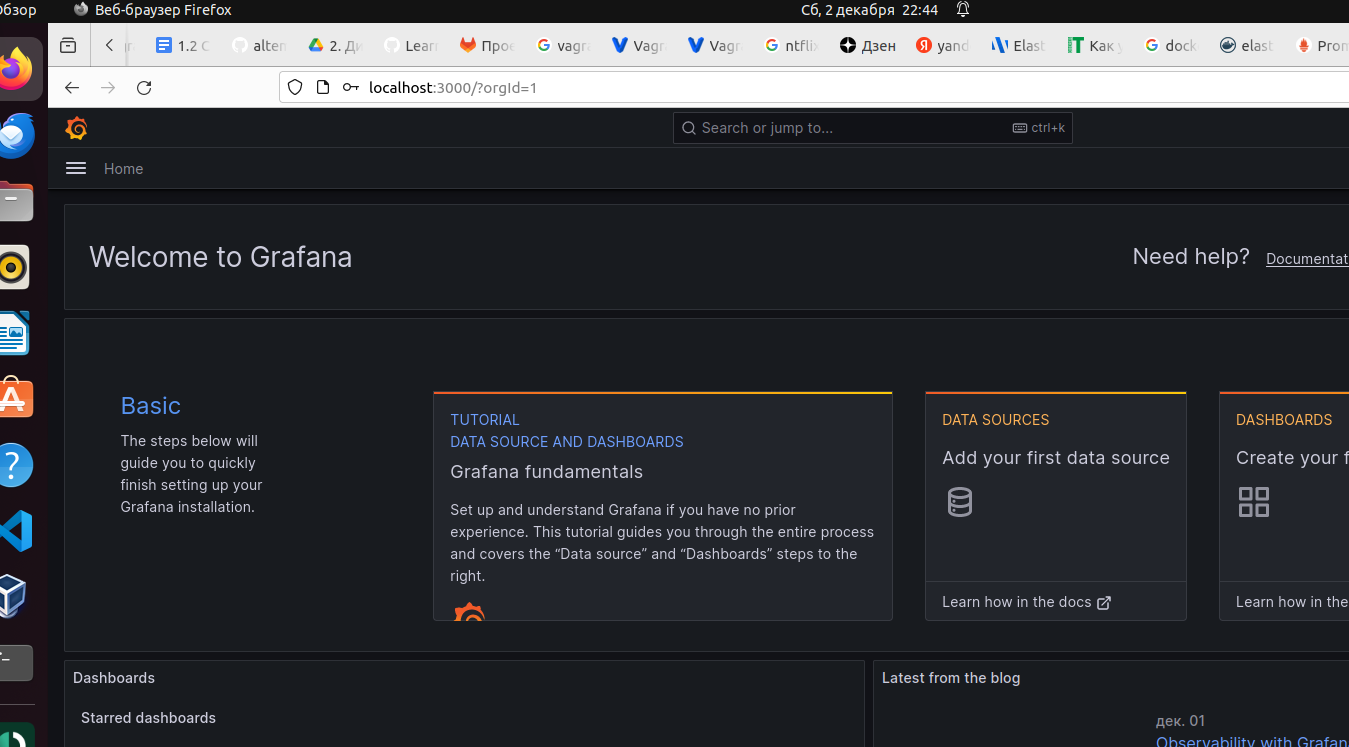 Обзор
Веб-браузер Firefox
Сб, 2 декабря 22:44
1.2 C
altern
2. Ди
Learn
Прое
vagra
Vagr
Vagra
ntflix
Дзен
yand
Elast
Как у
dock
elast
Prom
localhost:3000/?orgId=1
Search or jump to...
ctrl+k
Home
Welcome to Grafana
Need help?
Documentat
Basic
The steps below will
guide you to quickly
finish setting up your
Grafana installation.
TUTORIAL
DATA SOURCE AND DASHBOARDS
Grafana fundamentals
Set up and understand Grafana if you have no prior
experience. This tutorial guides you through the entire process
and covers the “Data source” and “Dashboards” steps to the
right.
DATA SOURCES
Add your first data source
Learn how in the docs
DASHBOARDS
Create your f
Learn how in the
Dashboards
Starred dashboards
Latest from the blog
дек. 01
Observability with Grafan